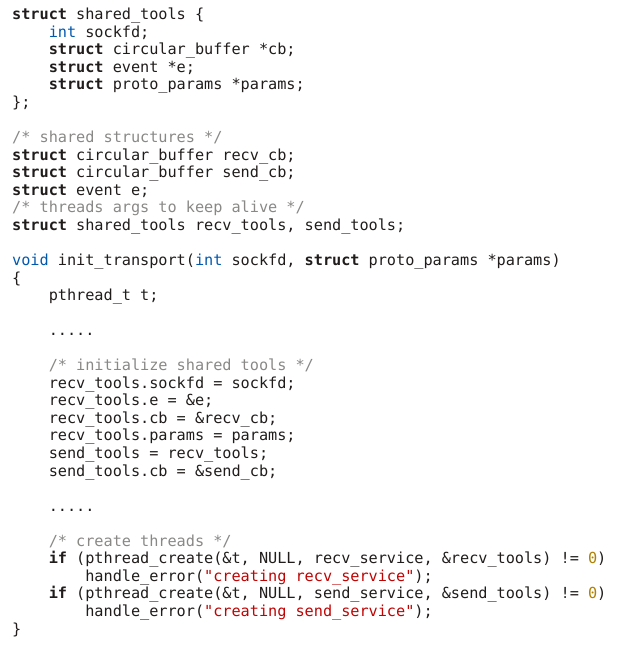 struct shared_tools {
    int sockfd;
    struct circular_buffer *cb;
    struct event *e;
    struct proto_params *params;
};

/* shared structures */
struct circular_buffer recv_cb;
struct circular_buffer send_cb;
struct event e;
/* threads args to keep alive */
struct shared_tools recv_tools, send_tools;

void init_transport(int sockfd, struct proto_params *params)
{
    pthread_t t;

    .....

    /* initialize shared tools */
    recv_tools.sockfd = sockfd;
    recv_tools.e = &e;
    recv_tools.cb = &recv_cb;
    recv_tools.params = params;
    send_tools = recv_tools;
    send_tools.cb = &send_cb;

    .....

    /* create threads */
    if (pthread_create(&t, NULL, recv_service, &recv_tools) != 0)
        handle_error("creating recv_service");
    if (pthread_create(&t, NULL, send_service, &send_tools) != 0)
        handle_error("creating send_service");
}